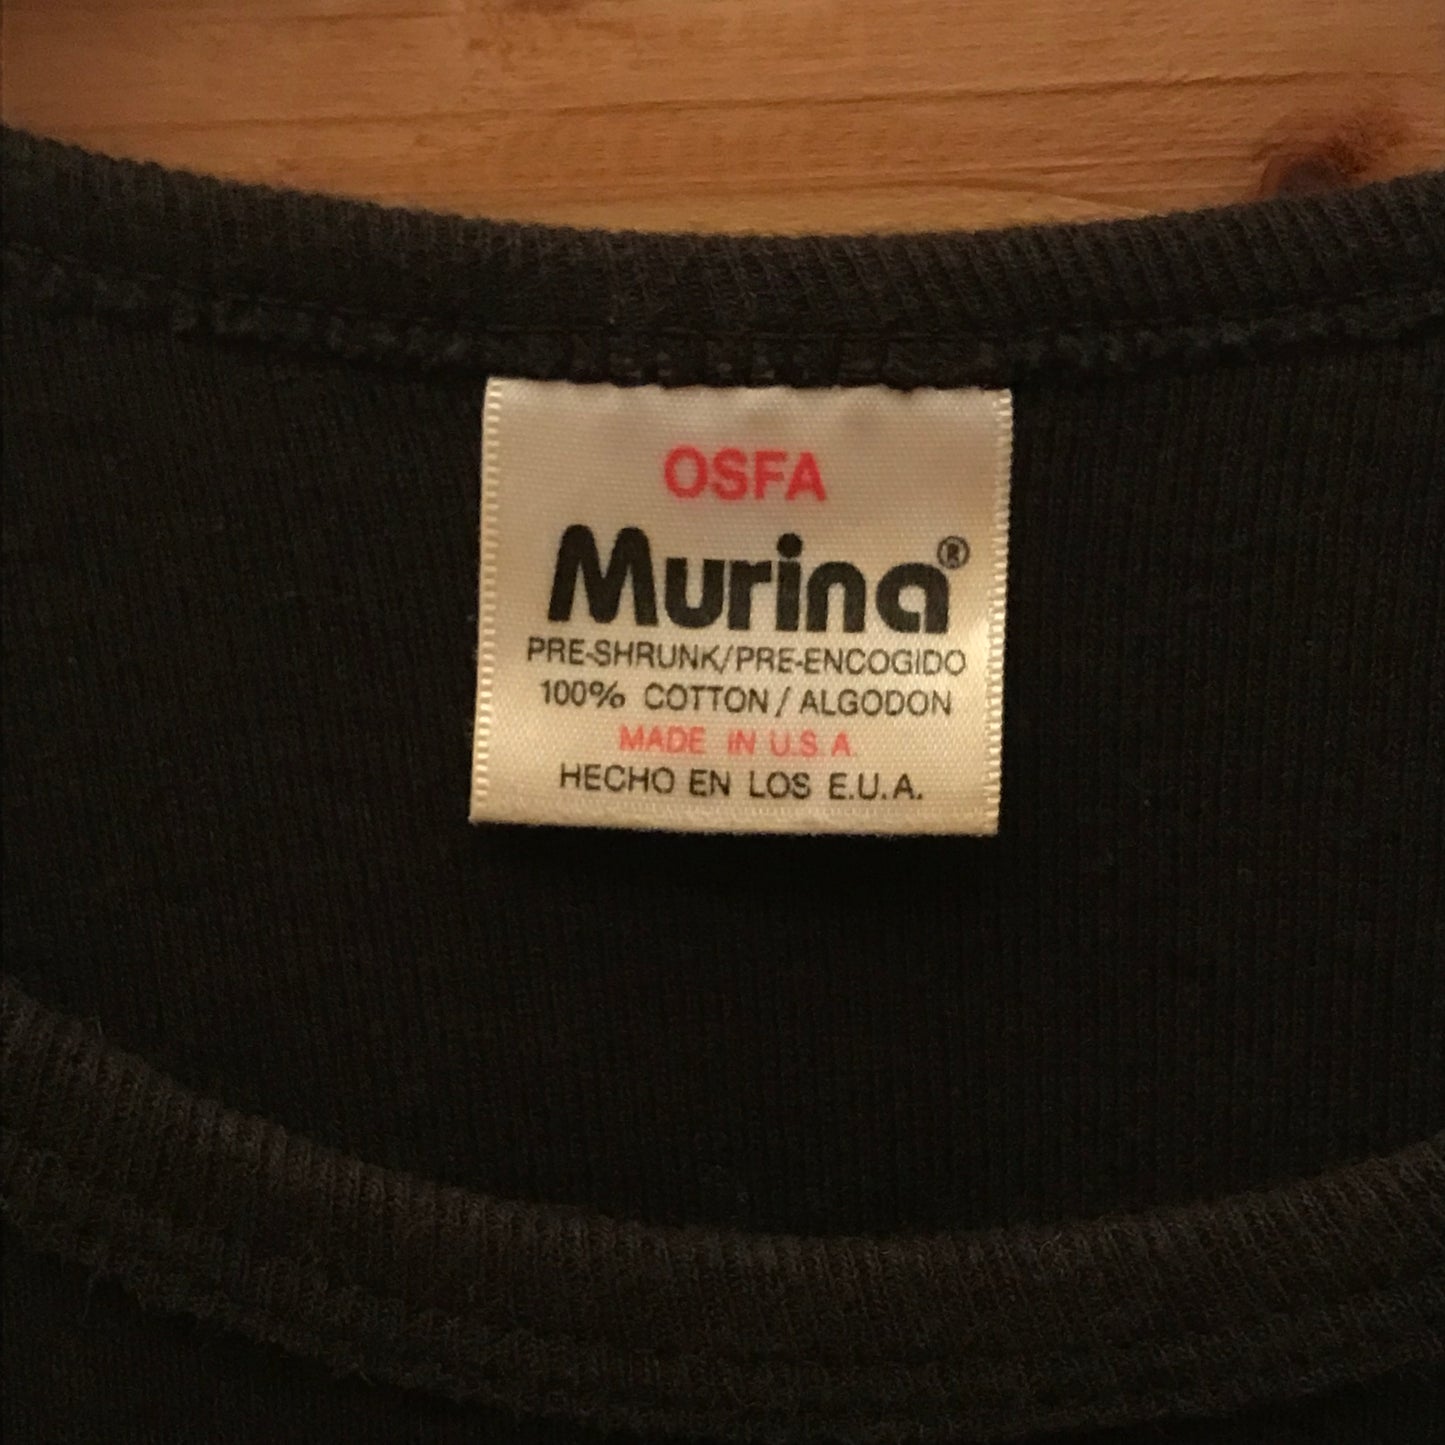 OSFA
Murina®
PRE-SHRUNK/PRE-ENCOGIDO
100% COTTON / ALGODON
MADE IN U.S.A.
HECHO EN LOS E.U.A.